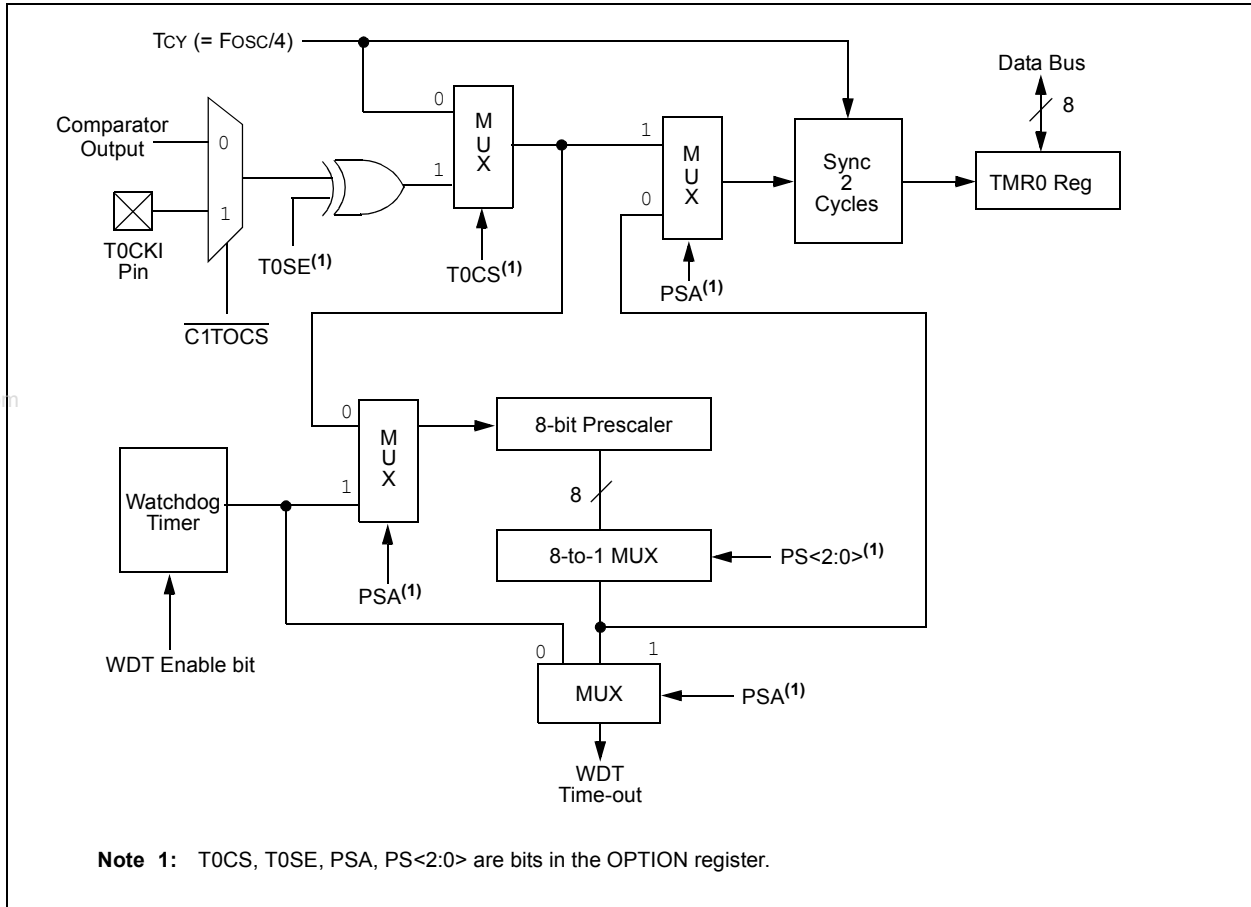 TCY (= FOSC/4)
Data Bus
8
Comparator
Output
0
1
T0CKI
Pin
C1TOCS
T0SE(1)
0
1
M
U
X
T0CS(1)
1
0
M
U
X
PSA(1)
Sync
2
Cycles
TMR0 Reg
om
Watchdog
Timer
WDT Enable bit
0
1
M
U
X
PSA(1)
8-bit Prescaler
8
8-to-1 MUX
PS<2:0>(1)
0
1
MUX
PSA(1)
WDT
Time-out
Note 1: T0CS, T0SE, PSA, PS<2:0> are bits in the OPTION register.